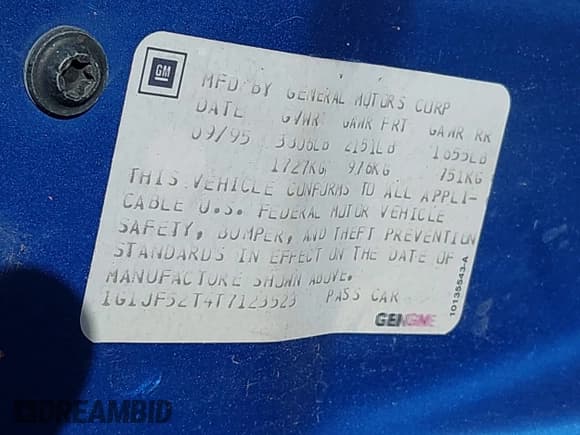 GM
MFD BY GENERAL MOTORS CORP
DATE GVWR GAWR FRT GAWR RR
09/95 3806LB 2151LB 1655LB
1727KG 976KG 751KG
THIS VEHICLE CONFORMS TO ALL APPLI-
CABLE U.S. FEDERAL MOTOR VEHICLE
SAFETY, BUMPER, AND THEFT PREVENTION
STANDARDS IN EFFECT ON THE DATE OF
MANUFACTURE SHOWN ABOVE.
1G1JF52T4T7123523 PASS CAR
10135543-A
DREAMBID